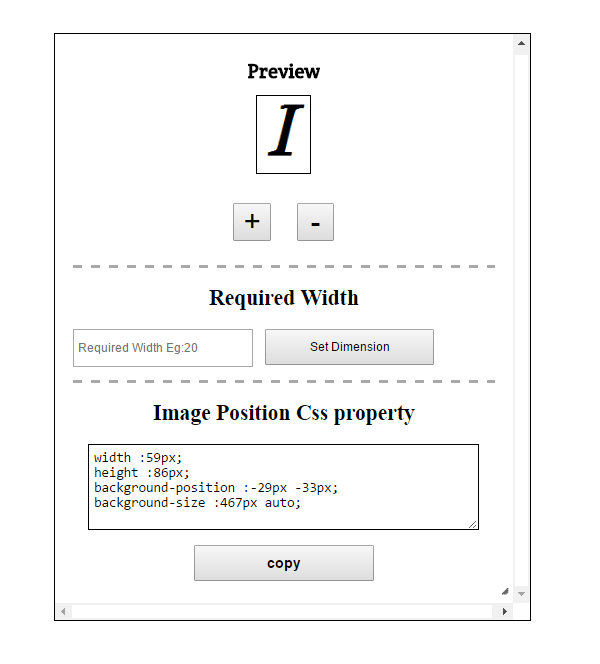 Preview
I
+ -
Required Width
Required Width Eg:20 Set Dimension
Image Position Css property
width :59px;
height :86px;
background-position :-29px -33px;
background-size :467px auto;
copy